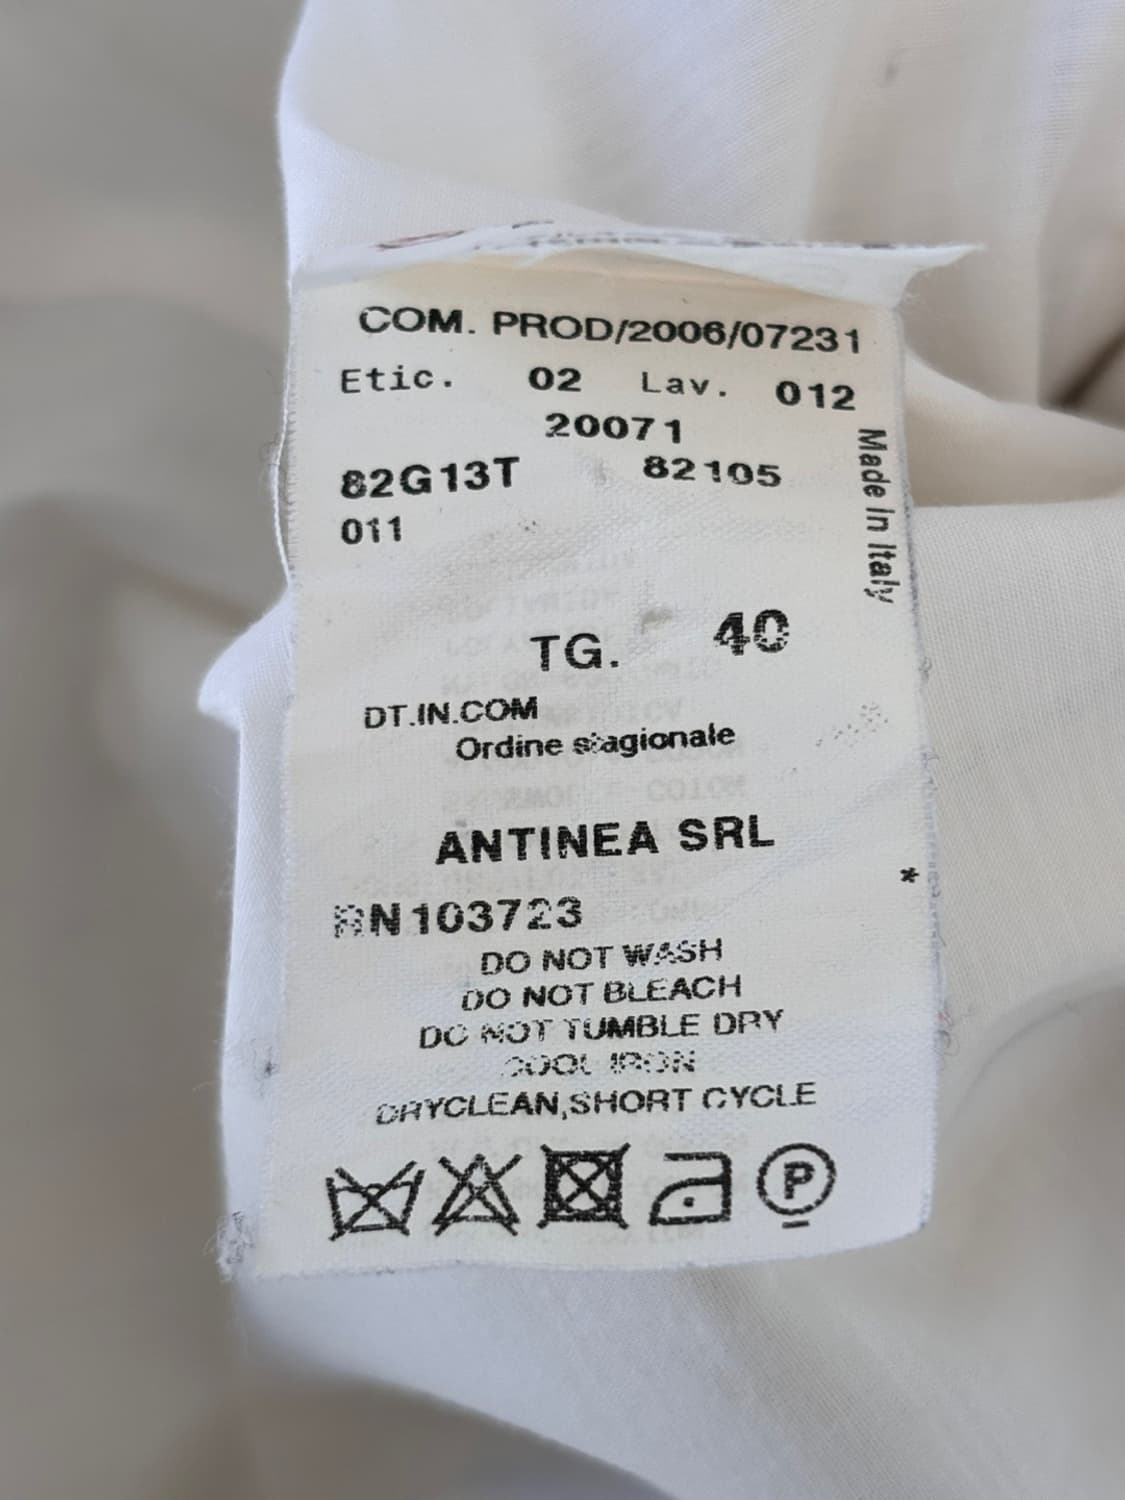 COM. PROD/2006/07231
Etic. 02 Lav. 012
20071
82G13T 82105
011
Made in Italy
TG. 40
DT.IN.COM
Ordine stagionale
ANTINEA SRL
*
RN103723
DO NOT WASH
DO NOT BLEACH
DO NOT TUMBLE DRY
COOL IRON
DRYCLEAN,SHORT CYCLE
P